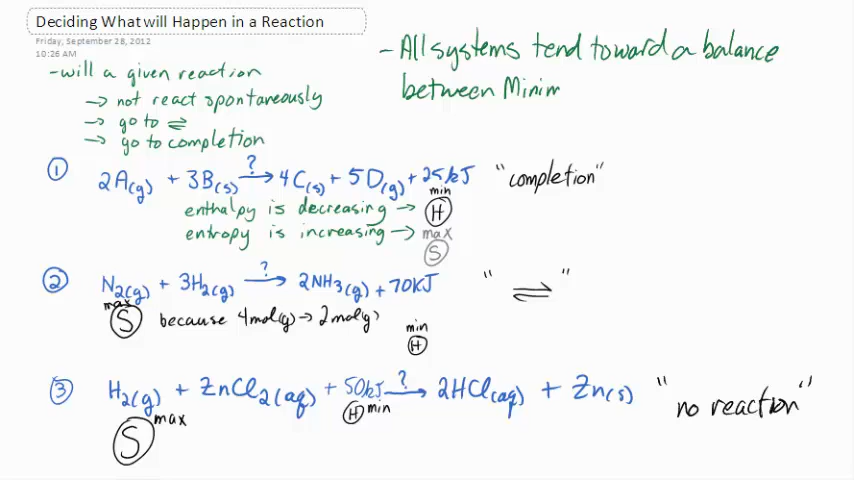 Deciding What will Happen in a Reaction
Friday, September 28, 2012
10:26 AM
- will a given reaction
→ not react spontaneously
→ go to ⇌
→ go to completion
- All systems tend toward a balance
between Minim
① 2A(g) + 3B(s) →? 4C(s) + 5D(g) + 25kJ "completion"
enthalpy is decreasing → min Ⓗ
entropy is increasing → max Ⓢ
② N2(g) + 3H2(g) →? 2NH3(g) + 70KJ " ⇌ "
max Ⓢ because 4mol(g) → 2mol(g)
min Ⓗ
③ H2(g) + ZnCl2(aq) + 50kJ →? 2HCl(aq) + Zn(s) "no reaction"
Ⓢ max Ⓗ min